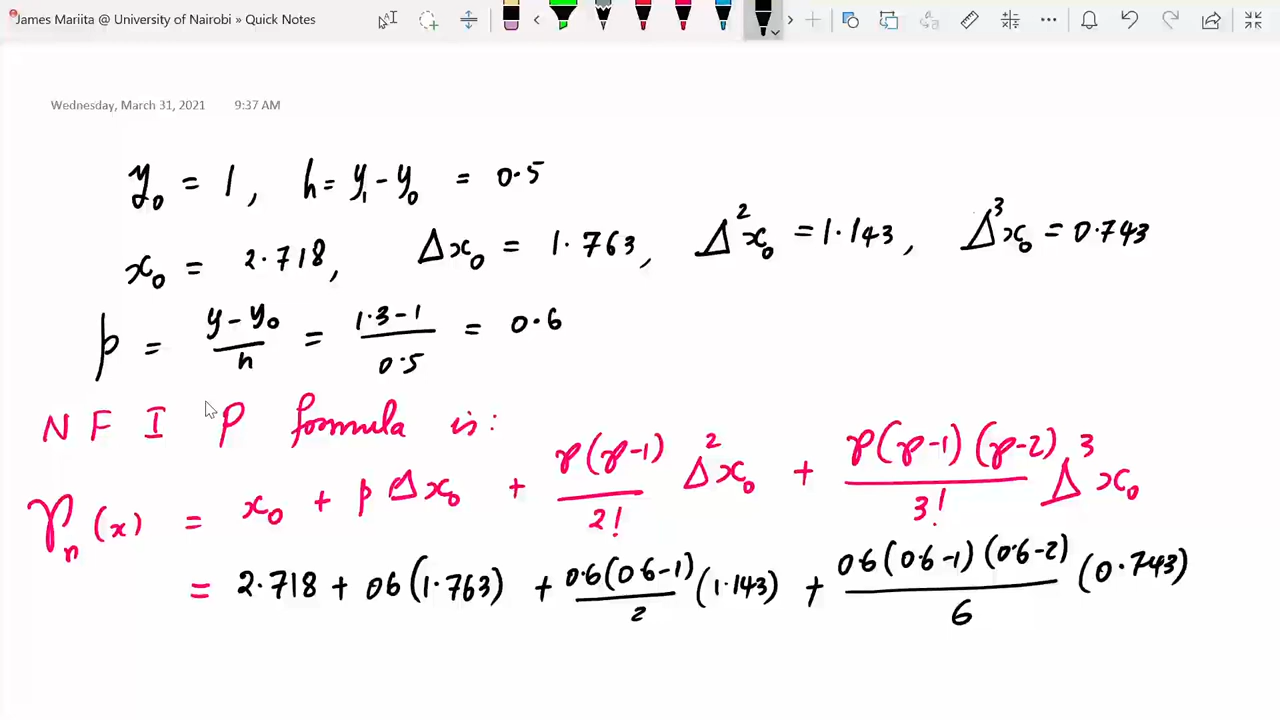 James Mariita @ University of Nairobi » Quick Notes
Wednesday, March 31, 2021 9:37 AM
y₀ = 1, h = y₁ - y₀ = 0.5
x₀ = 2.718, Δx₀ = 1.763, Δ²x₀ = 1.143, Δ³x₀ = 0.743
p = (y - y₀)/h = (1.3 - 1)/0.5 = 0.6
N F I P formula is:
Pₙ(x) = x₀ + p Δx₀ + p(p-1)/2! Δ²x₀ + p(p-1)(p-2)/3! Δ³x₀
= 2.718 + 06(1.763) + 0.6(0.6-1)/2 (1.143) + 0.6(0.6-1)(0.6-2)/6 (0.743)